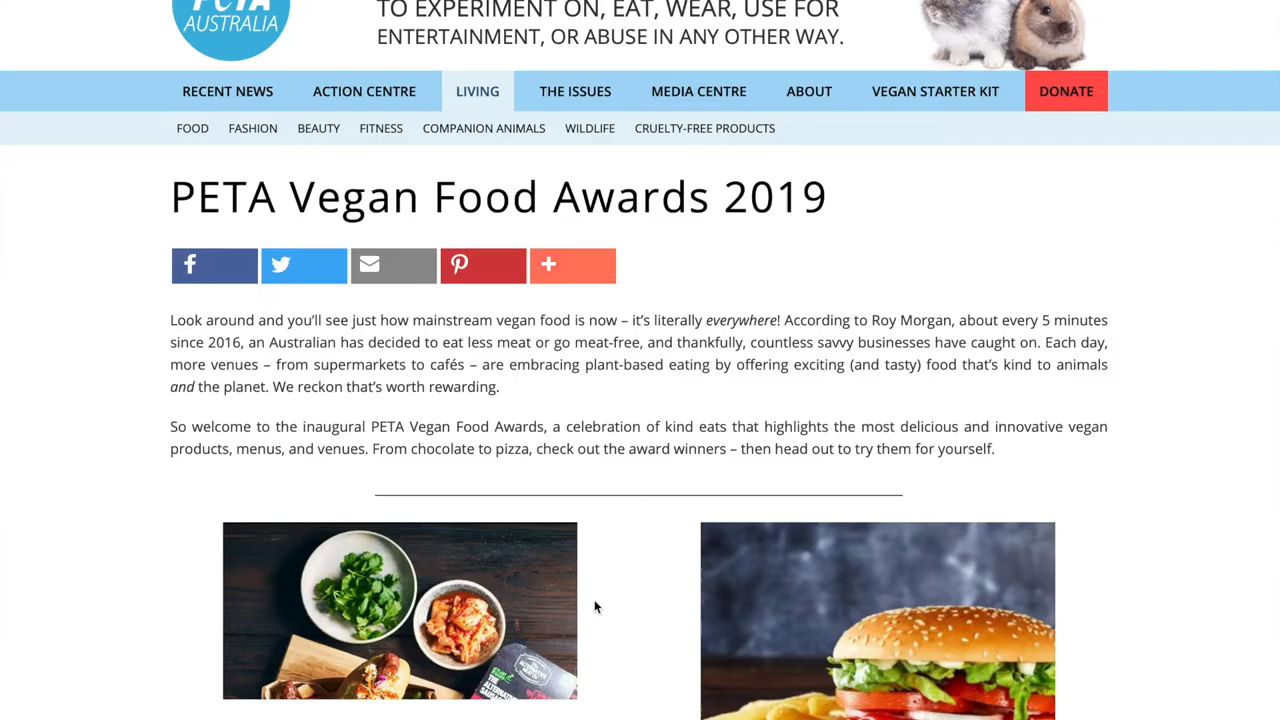 PETA
AUSTRALIA
TO EXPERIMENT ON, EAT, WEAR, USE FOR
ENTERTAINMENT, OR ABUSE IN ANY OTHER WAY.
RECENT NEWS ACTION CENTRE LIVING THE ISSUES MEDIA CENTRE ABOUT VEGAN STARTER KIT DONATE
FOOD FASHION BEAUTY FITNESS COMPANION ANIMALS WILDLIFE CRUELTY-FREE PRODUCTS
PETA Vegan Food Awards 2019
Look around and you’ll see just how mainstream vegan food is now – it’s literally everywhere! According to Roy Morgan, about every 5 minutes
since 2016, an Australian has decided to eat less meat or go meat-free, and thankfully, countless savvy businesses have caught on. Each day,
more venues – from supermarkets to cafés – are embracing plant-based eating by offering exciting (and tasty) food that’s kind to animals
and the planet. We reckon that’s worth rewarding.
So welcome to the inaugural PETA Vegan Food Awards, a celebration of kind eats that highlights the most delicious and innovative vegan
products, menus, and venues. From chocolate to pizza, check out the award winners – then head out to try them for yourself.
THE
ALTERNATIVE